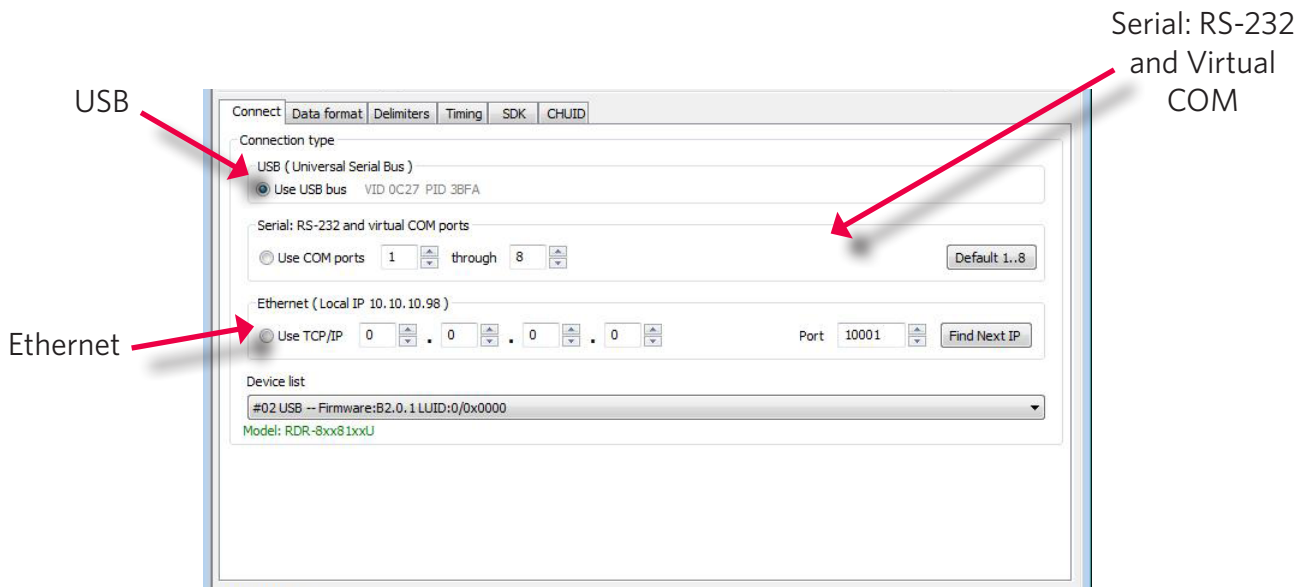 Serial: RS-232
and Virtual
COM
USB
Connect Data format Delimiters Timing SDK CHUID
Connection type
USB ( Universal Serial Bus )
Use USB bus VID 0C27 PID 3BFA
Serial: RS-232 and virtual COM ports
Use COM ports 1 through 8 Default 1..8
Ethernet ( Local IP 10.10.10.98 )
Ethernet
Use TCP/IP 0 . 0 . 0 . 0 Port 10001 Find Next IP
Device list
#02 USB -- Firmware:B2.0.1 LUID:0/0x0000
Model: RDR-8xx81xxU